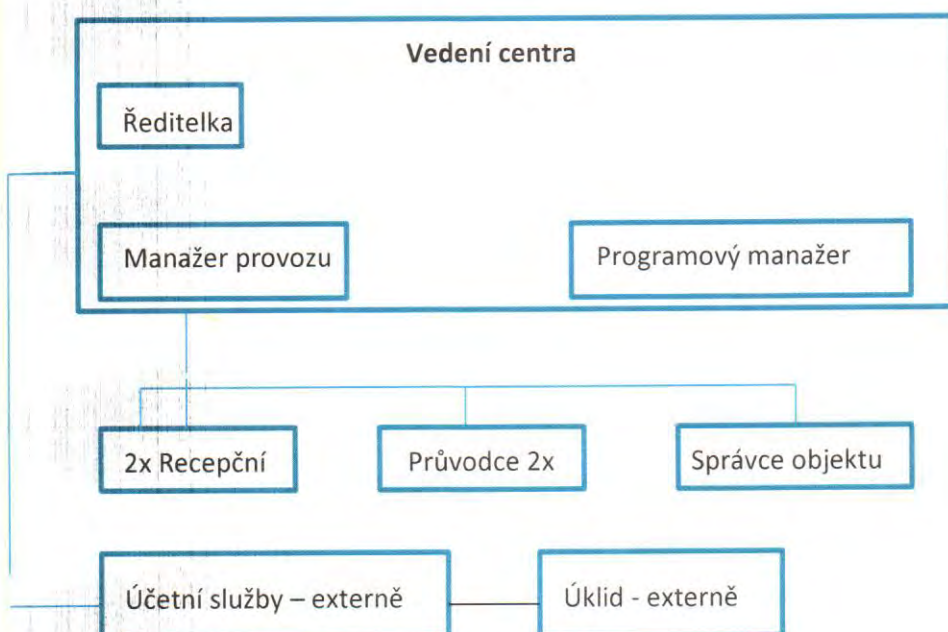 Vedení centra
Ředitelka
Manažer provozu
Programový manažer
2x Recepční
Průvodce 2x
Správce objektu
Účetní služby – externě
Úklid - externě